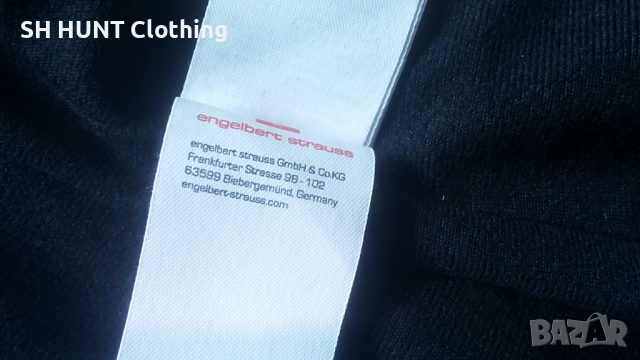 SH HUNT Clothing
engelbert strauss
engelbert strauss GmbH & Co.KG
Frankfurter Strasse 98 - 102
63599 Biebergemünd, Germany
engelbert-strauss.com
BAZAR